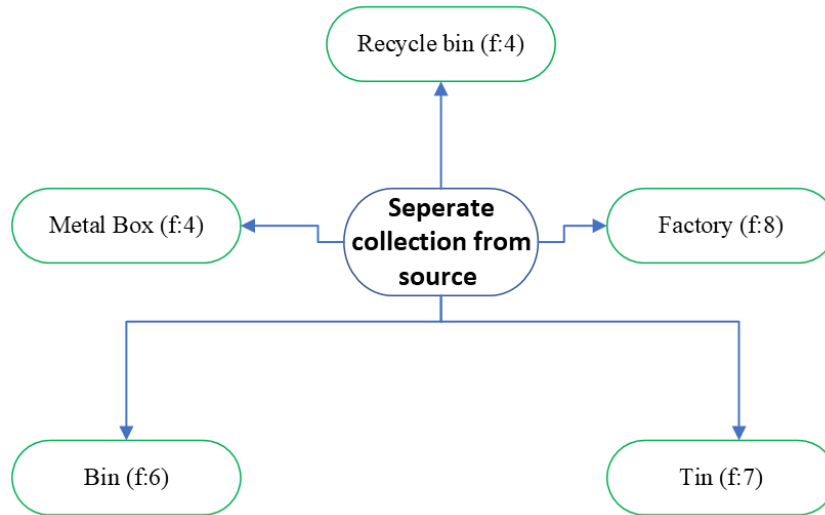 Recycle bin (f:4)
Metal Box (f:4)
Seperate
collection from
source
Factory (f:8)
Bin (f:6)
Tin (f:7)